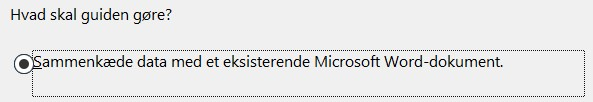 Hvad skal guiden gøre?
Sammenkæde data med et eksisterende Microsoft Word-dokument.